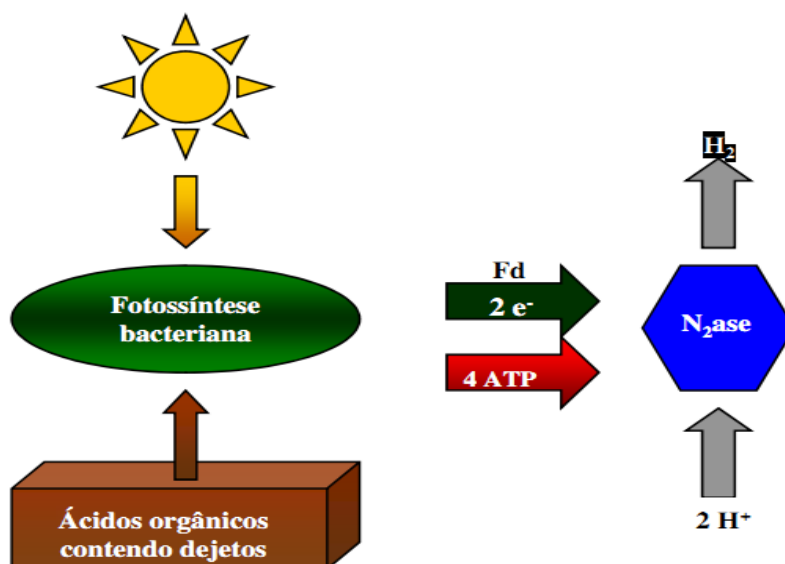 H₂
Fotossíntese
bacteriana
Fd
2 e⁻
4 ATP
N₂ase
Ácidos orgânicos
contendo dejetos
2 H⁺